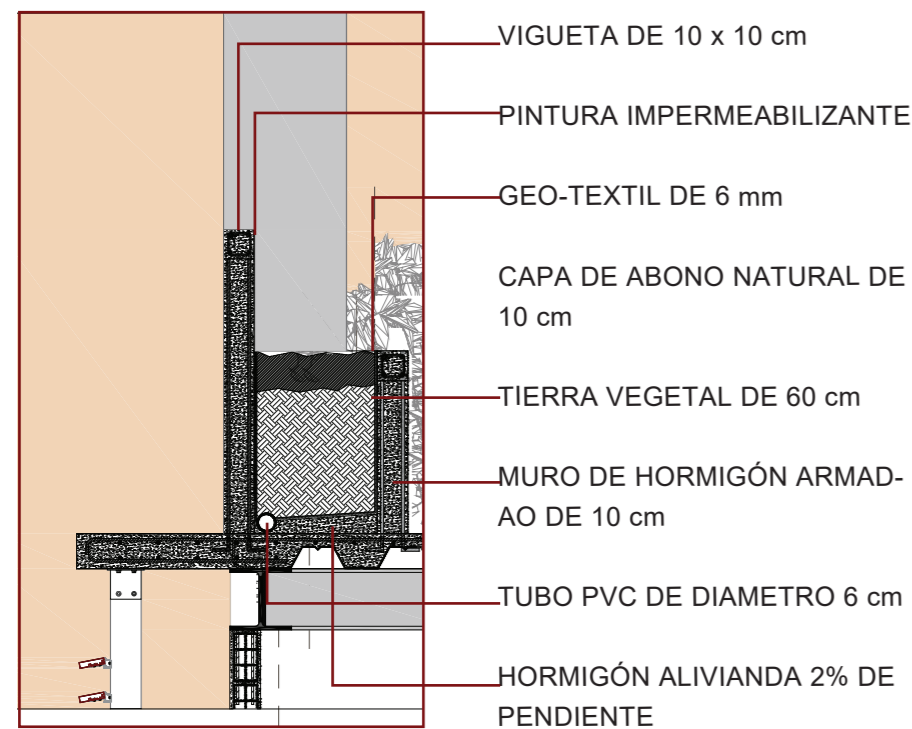 VIGUETA DE 10 x 10 cm
PINTURA IMPERMEABILIZANTE
GEO-TEXTIL DE 6 mm
CAPA DE ABONO NATURAL DE
10 cm
TIERRA VEGETAL DE 60 cm
MURO DE HORMIGÓN ARMAD-
AO DE 10 cm
TUBO PVC DE DIAMETRO 6 cm
HORMIGÓN ALIVIANDA 2% DE
PENDIENTE